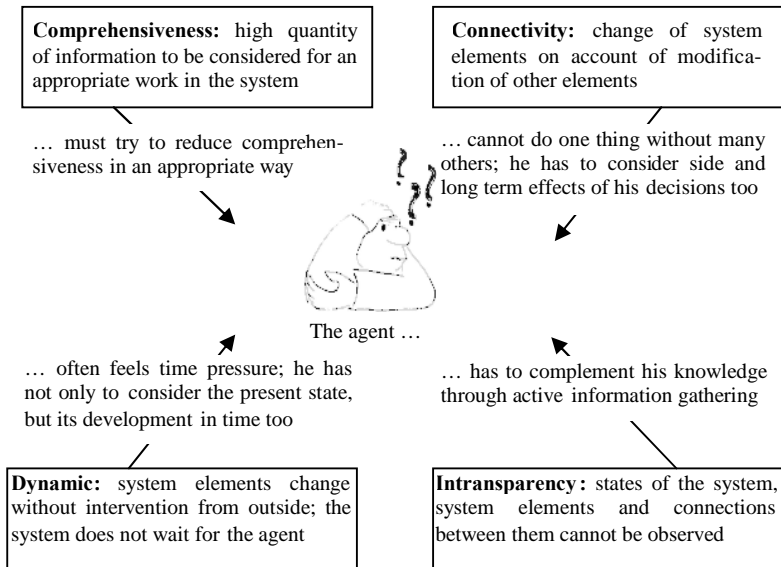 Comprehensiveness: high quantity
of information to be considered for an
appropriate work in the system
Connectivity: change of system
elements on account of modifica-
tion of other elements
… must try to reduce comprehen-
siveness in an appropriate way
… cannot do one thing without many
others; he has to consider side and
long term effects of his decisions too
???
The agent …
… often feels time pressure; he has
not only to consider the present state,
but its development in time too
… has to complement his knowledge
through active information gathering
Dynamic: system elements change
without intervention from outside; the
system does not wait for the agent
Intransparency: states of the system,
system elements and connections
between them cannot be observed